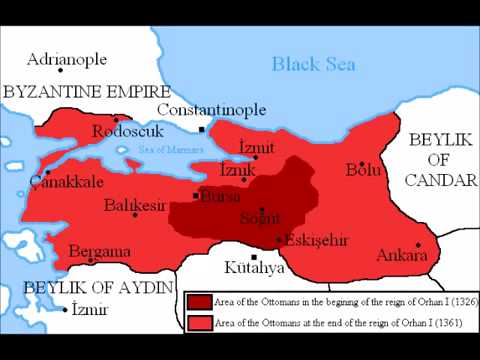 Adrianople
Black Sea
BYZANTINE EMPIRE
Constantinople
Rodoscuk
Sea of Marmara
İzmit
BEYLIK
OF
CANDAR
Çanakkale
İznik
Bolu
Bursa
Balıkesir
Söğüt
Eskişehir
Ankara
Bergama
Kütahya
BEYLIK OF AYDIN
İzmir
Area of the Ottomans in the begining of the reign of Orhan I (1326)
Area of the Ottomans at the end of the reign of Orhan I (1361)